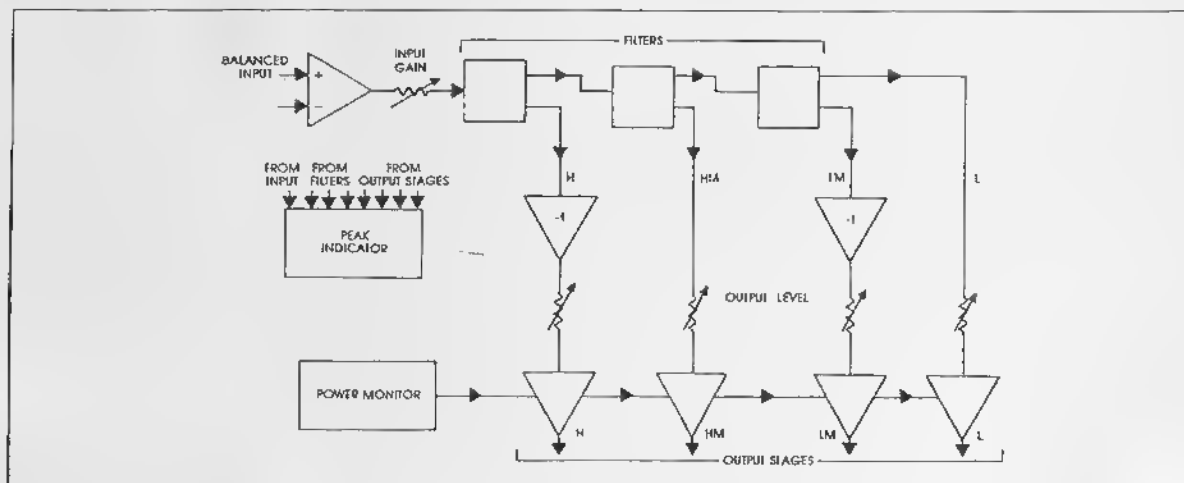 FILTERS
BALANCED
INPUT
INPUT
GAIN
+
−
FROM
INPUT
FROM
FILTERS
FROM
OUTPUT STAGES
PEAK
INDICATOR
H
HM
LM
L
-1
-1
OUTPUT LEVEL
POWER MONITOR
H
HM
LM
L
OUTPUT STAGES